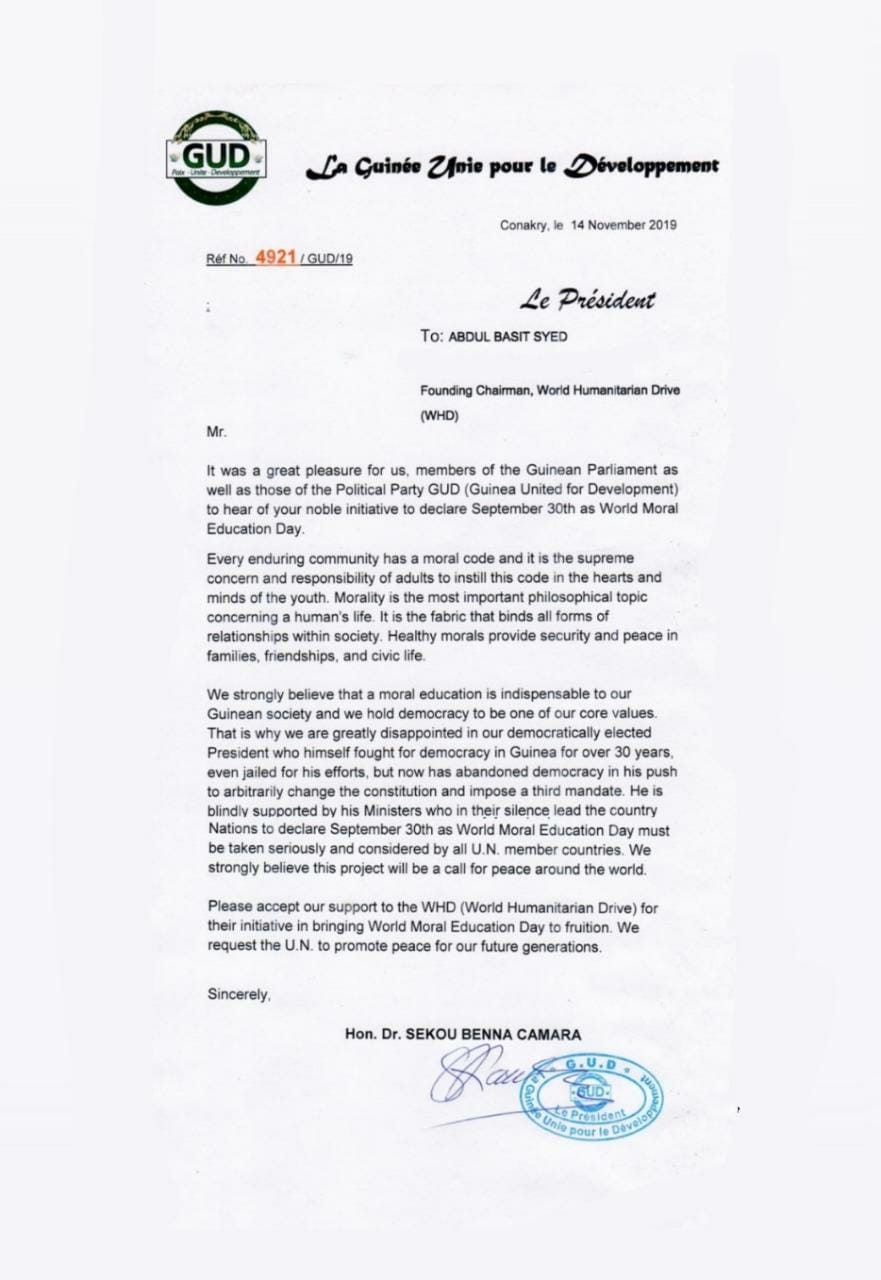 GUD
Paix - Unite - Developpement
La Guinée Unie pour le Développement
Conakry, le 14 November 2019
Réf No. 4921 / GUD/19
:
Le Président
To: ABDUL BASIT SYED
Founding Chairman, World Humanitarian Drive
(WHD)
Mr.
It was a great pleasure for us, members of the Guinean Parliament as
well as those of the Political Party GUD (Guinea United for Development)
to hear of your noble initiative to declare September 30th as World Moral
Education Day.
Every enduring community has a moral code and it is the supreme
concern and responsibility of adults to instill this code in the hearts and
minds of the youth. Morality is the most important philosophical topic
concerning a human's life. It is the fabric that binds all forms of
relationships within society. Healthy morals provide security and peace in
families, friendships, and civic life.
We strongly believe that a moral education is indispensable to our
Guinean society and we hold democracy to be one of our core values.
That is why we are greatly disappointed in our democratically elected
President who himself fought for democracy in Guinea for over 30 years,
even jailed for his efforts, but now has abandoned democracy in his push
to arbitrarily change the constitution and impose a third mandate. He is
blindly supported by his Ministers who in their silence lead the country
Nations to declare September 30th as World Moral Education Day must
be taken seriously and considered by all U.N. member countries. We
strongly believe this project will be a call for peace around the world.
Please accept our support to the WHD (World Humanitarian Drive) for
their initiative in bringing World Moral Education Day to fruition. We
request the U.N. to promote peace for our future generations.
Sincerely,
Hon. Dr. SEKOU BENNA CAMARA
G.U.D
GUD
Le Président
La Guinée Unie pour le Développement